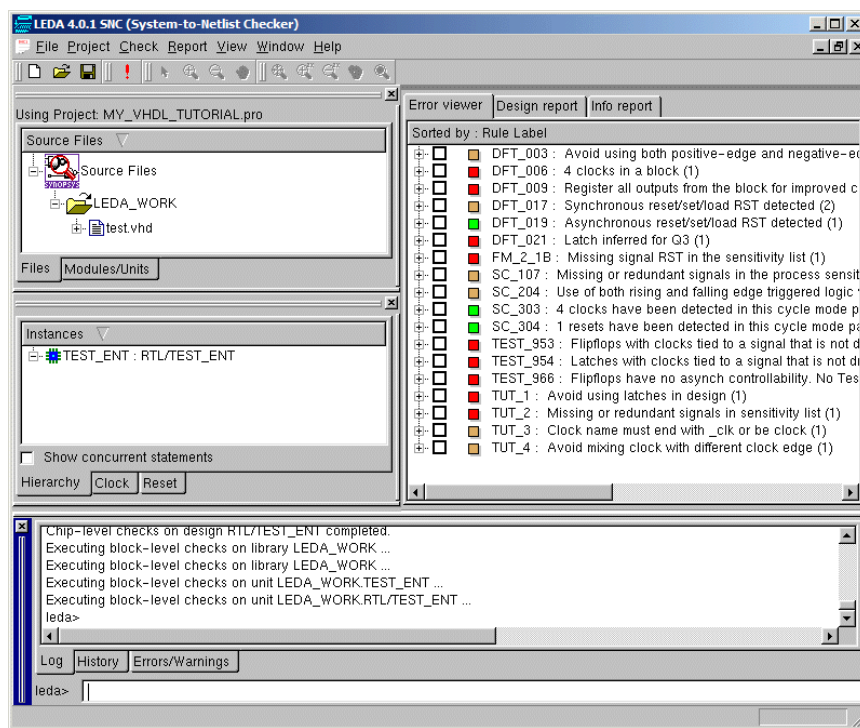 LEDA 4.0.1 SNC (System-to-Netlist Checker)
File Project Check Report View Window Help
Using Project: MY_VHDL_TUTORIAL.pro
Source Files
Source Files
SYNOPSYS
LEDA_WORK
test.vhd
Files Modules/Units
Instances
TEST_ENT : RTL/TEST_ENT
Show concurrent statements
Hierarchy Clock Reset
Error viewer Design report Info report
Sorted by : Rule Label
DFT_003 : Avoid using both positive-edge and negative-e
DFT_006 : 4 clocks in a block (1)
DFT_009 : Register all outputs from the block for improved c
DFT_017 : Synchronous reset/set/load RST detected (2)
DFT_019 : Asynchronous reset/set/load RST detected (1)
DFT_021 : Latch inferred for Q3 (1)
FM_2_1B : Missing signal RST in the sensitivity list (1)
SC_107 : Missing or redundant signals in the process sensit
SC_204 : Use of both rising and falling edge triggered logic
SC_303 : 4 clocks have been detected in this cycle mode p
SC_304 : 1 resets have been detected in this cycle mode pa
TEST_953 : Flipflops with clocks tied to a signal that is not d
TEST_954 : Latches with clocks tied to a signal that is not dr
TEST_966 : Flipflops have no asynch controllability. No Tes
TUT_1 : Avoid using latches in design (1)
TUT_2 : Missing or redundant signals in sensitivity list (1)
TUT_3 : Clock name must end with _clk or be clock (1)
TUT_4 : Avoid mixing clock with different clock edge (1)
Chip-level checks on design RTL/TEST_ENT completed.
Executing block-level checks on library LEDA_WORK ...
Executing block-level checks on library LEDA_WORK ...
Executing block-level checks on unit LEDA_WORK.TEST_ENT ...
Executing block-level checks on unit LEDA_WORK.RTL/TEST_ENT ...
leda>
Log History Errors/Warnings
leda>